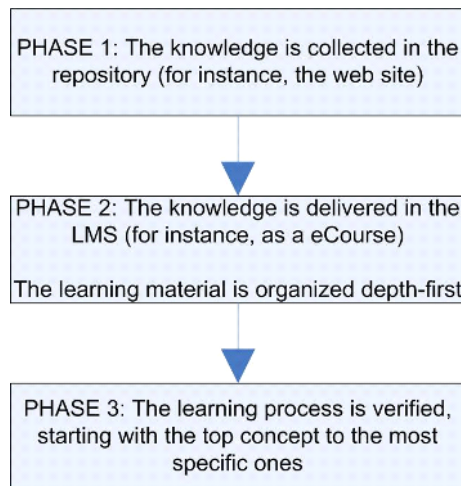 PHASE 1: The knowledge is collected in the
repository (for instance, the web site)
PHASE 2: The knowledge is delivered in the
LMS (for instance, as a eCourse)
The learning material is organized depth-first
PHASE 3: The learning process is verified,
starting with the top concept to the most
specific ones